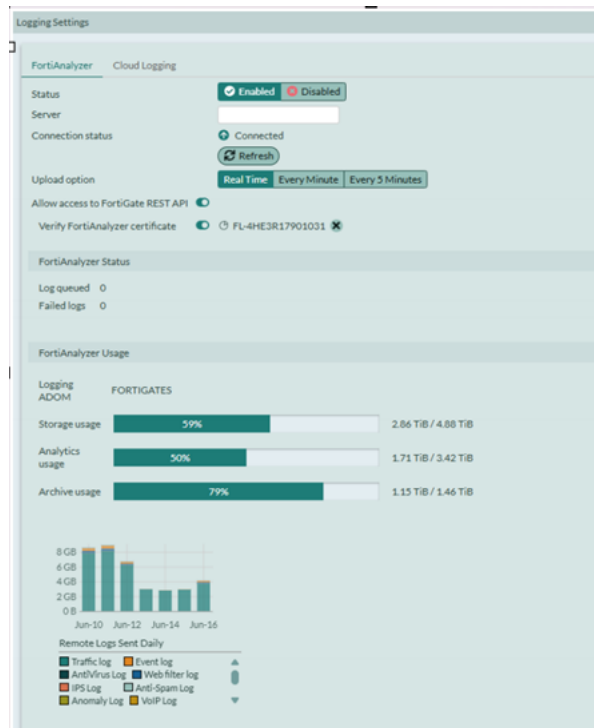 Logging Settings
FortiAnalyzer Cloud Logging
Status Enabled Disabled
Server
Connection status Connected
Refresh
Upload option Real Time Every Minute Every 5 Minutes
Allow access to FortiGate REST API
Verify FortiAnalyzer certificate FL-4HE3R17901031
FortiAnalyzer Status
Log queued 0
Failed logs 0
FortiAnalyzer Usage
Logging ADOM FORTIGATES
Storage usage 59% 2.86 TiB / 4.88 TiB
Analytics usage 50% 1.71 TiB / 3.42 TiB
Archive usage 79% 1.15 TiB / 1.46 TiB
8 GB
6 GB
4 GB
2 GB
0 B
Jun-10 Jun-12 Jun-14 Jun-16
Remote Logs Sent Daily
Traffic log Event log
AntiVirus Log Web filter log
IPS Log Anti-Spam Log
Anomaly Log VoIP Log